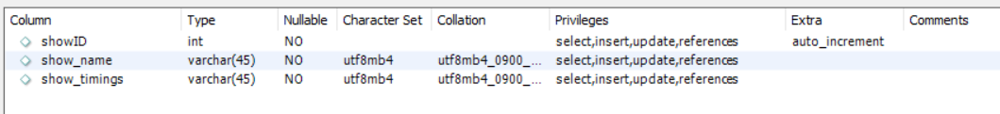 Column Type Nullable Character Set Collation Privileges Extra Comments
showID int NO select,insert,update,references auto_increment
show_name varchar(45) NO utf8mb4 utf8mb4_0900_... select,insert,update,references
show_timings varchar(45) NO utf8mb4 utf8mb4_0900_... select,insert,update,references